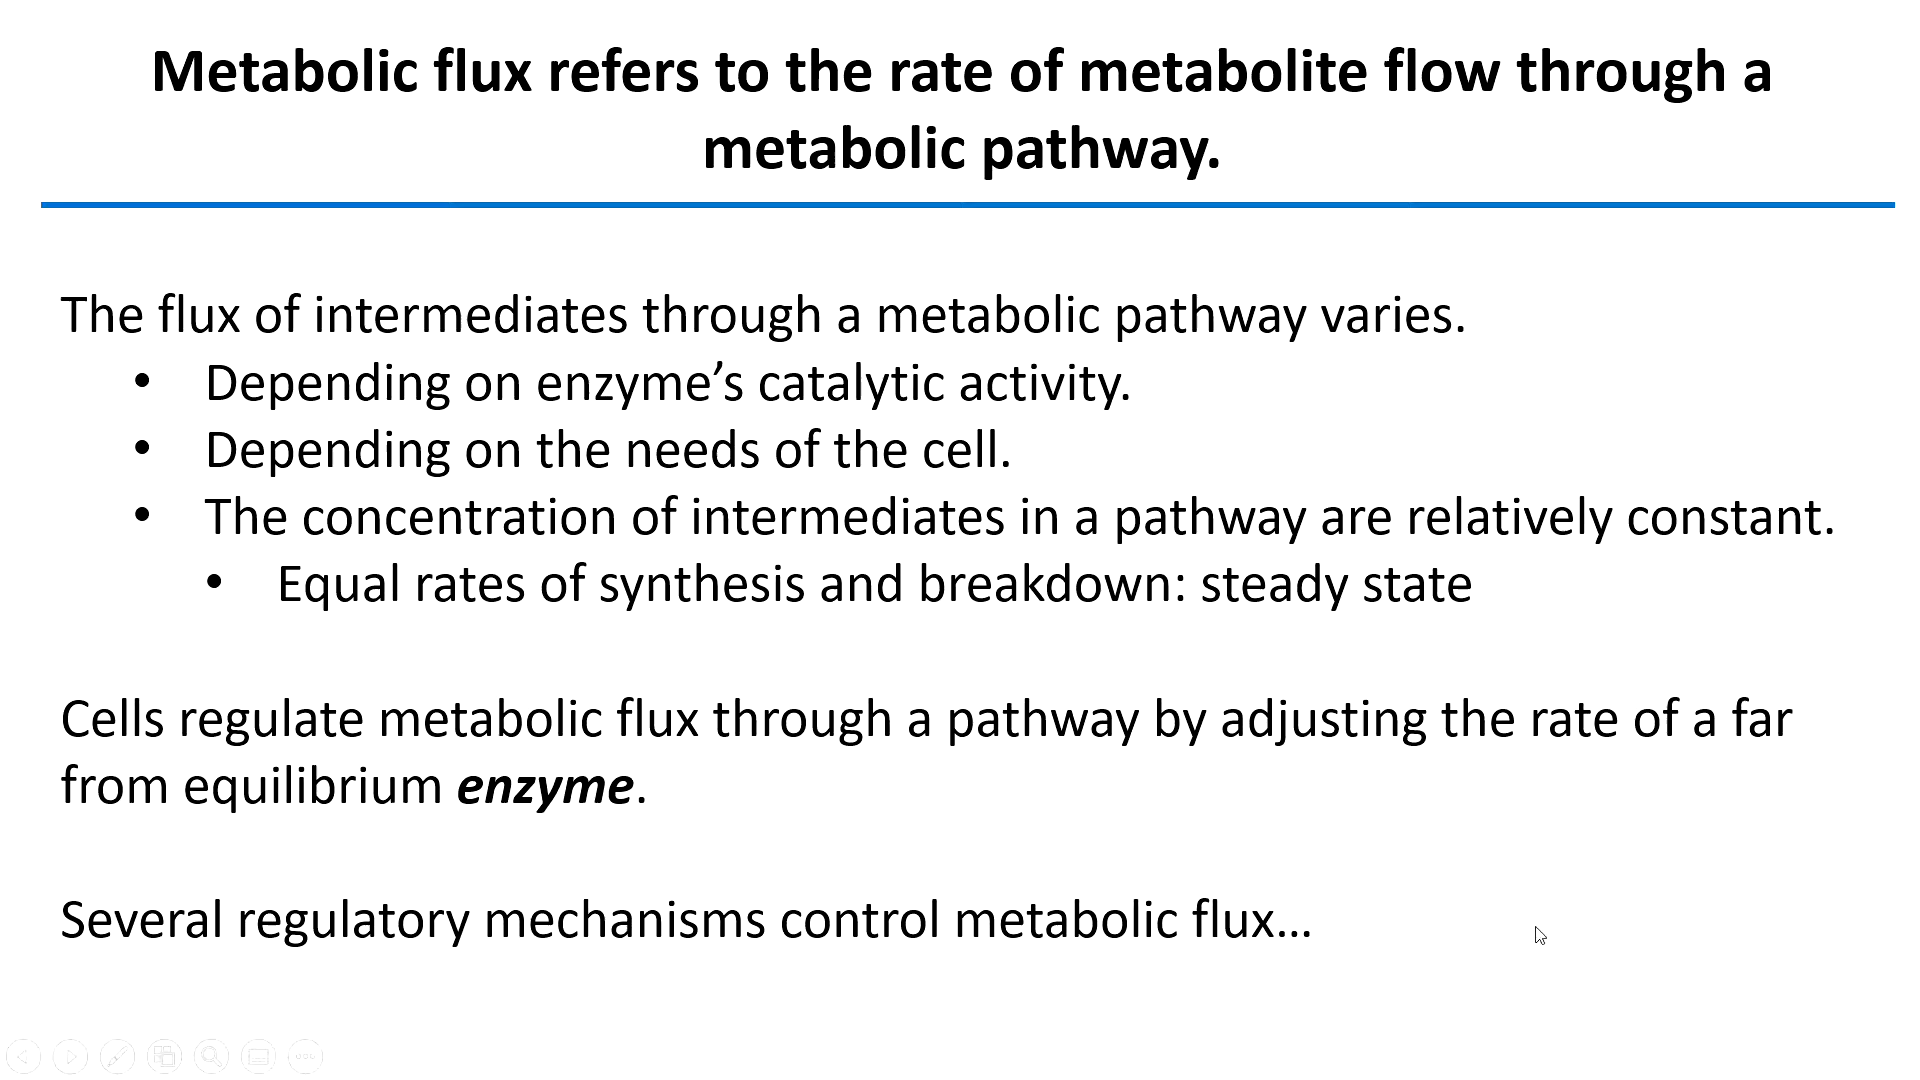 Metabolic flux refers to the rate of metabolite flow through a
metabolic pathway.
The flux of intermediates through a metabolic pathway varies.
• Depending on enzyme’s catalytic activity.
• Depending on the needs of the cell.
• The concentration of intermediates in a pathway are relatively constant.
• Equal rates of synthesis and breakdown: steady state
Cells regulate metabolic flux through a pathway by adjusting the rate of a far
from equilibrium enzyme.
Several regulatory mechanisms control metabolic flux…